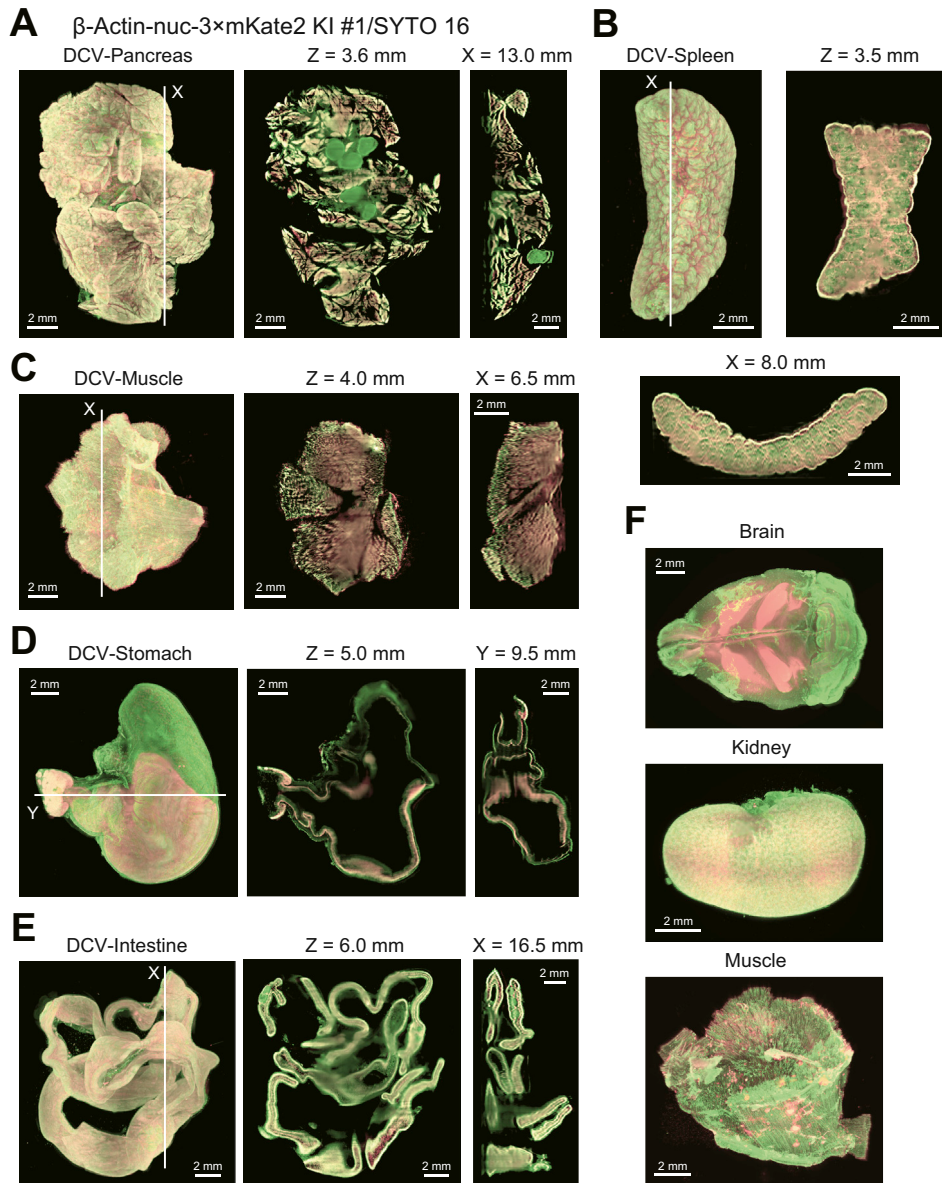 A
β-Actin-nuc-3×mKate2 KI #1/SYTO 16
DCV-Pancreas
Z = 3.6 mm
X = 13.0 mm
X
2 mm
2 mm
2 mm
B
DCV-Spleen
Z = 3.5 mm
X
2 mm
2 mm
X = 8.0 mm
2 mm
C
DCV-Muscle
Z = 4.0 mm
X = 6.5 mm
X
2 mm
2 mm
2 mm
D
DCV-Stomach
Z = 5.0 mm
Y = 9.5 mm
2 mm
2 mm
2 mm
Y
E
DCV-Intestine
Z = 6.0 mm
X = 16.5 mm
X
2 mm
2 mm
2 mm
F
Brain
2 mm
Kidney
2 mm
Muscle
2 mm